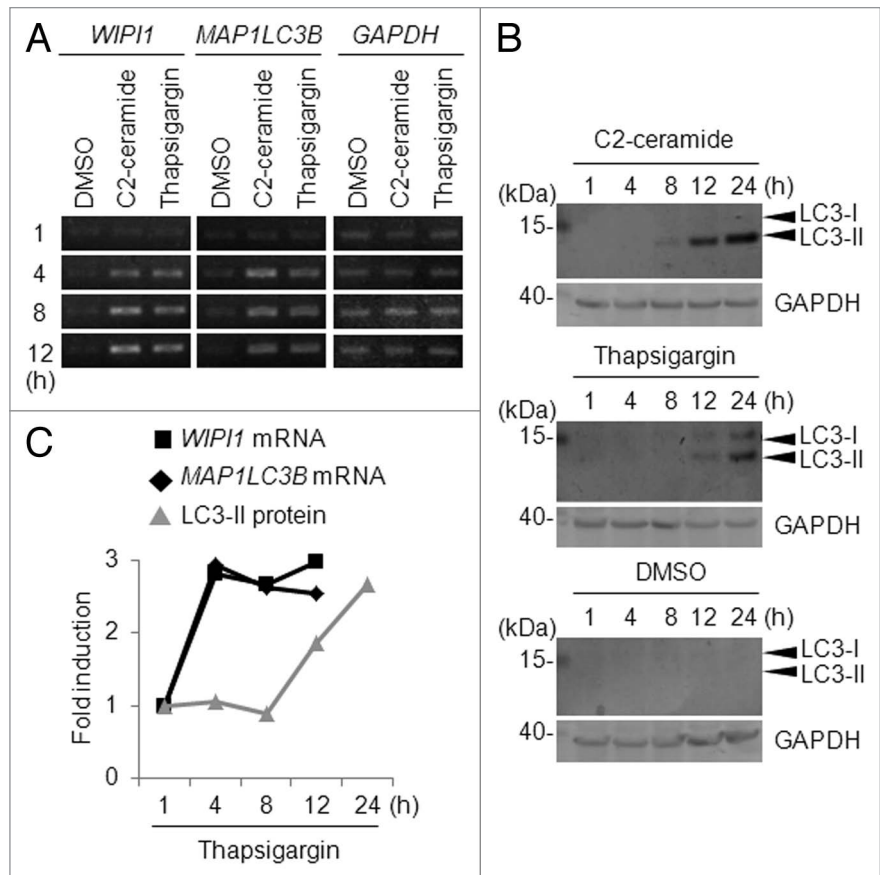 A
WIPI1 MAP1LC3B GAPDH
DMSO C2-ceramide Thapsigargin DMSO C2-ceramide Thapsigargin DMSO C2-ceramide Thapsigargin
1
4
8
12
(h)
B
C2-ceramide
1 4 8 12 24 (h)
(kDa)
15-
LC3-I
LC3-II
40-
GAPDH
Thapsigargin
1 4 8 12 24 (h)
15-
LC3-I
LC3-II
40-
GAPDH
DMSO
1 4 8 12 24 (h)
(kDa)
15-
LC3-I
LC3-II
40-
GAPDH
C
WIPI1 mRNA
MAP1LC3B mRNA
LC3-II protein
Fold induction
3
2
1
0
1 4 8 12 24 (h)
Thapsigargin